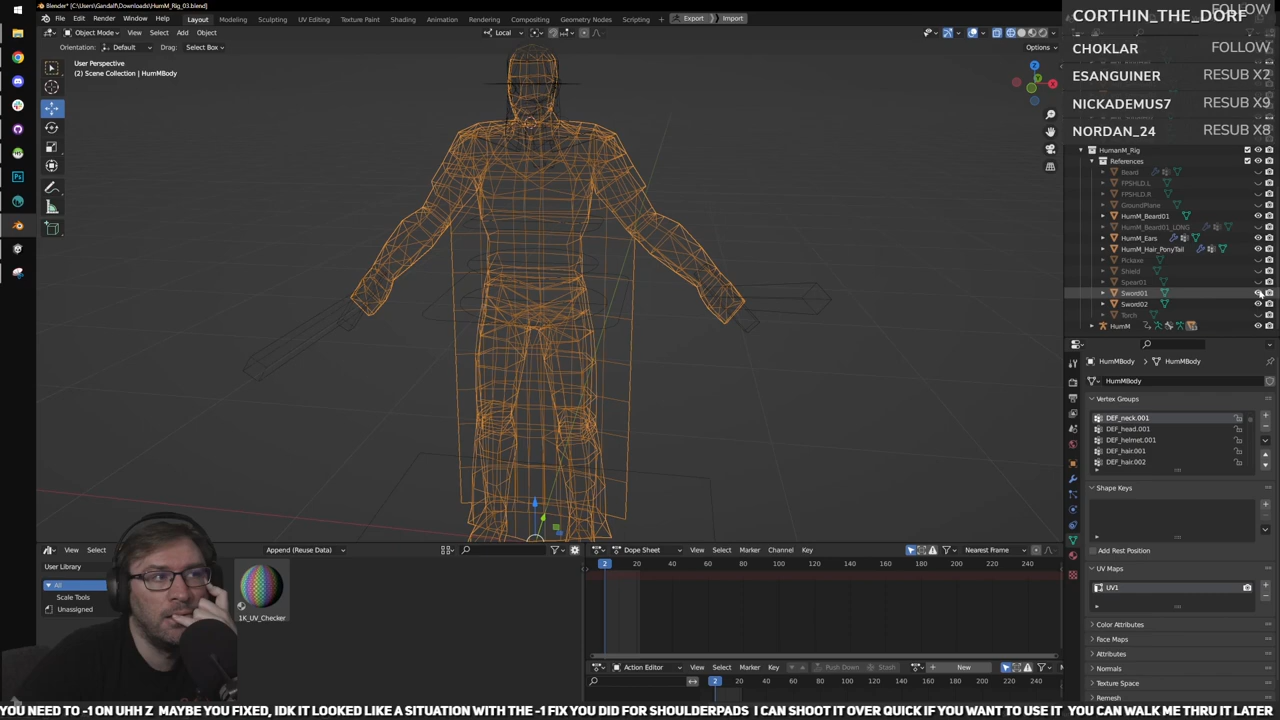 Blender* [C:\Users\Gandalf\Downloads\HumM_Rig_03.blend]
File Edit Render Window Help Layout Modeling Sculpting UV Editing Texture Paint Shading Animation Rendering Compositing Geometry Nodes Scripting Export Import
Object Mode View Select Add Object Local
Orientation: Default Drag: Select Box Options
User Perspective
(2) Scene Collection | HumMBody
FOLLOW
CORTHIN_THE_DORF
CHOKLAR FOLLOW
ESANGUINER RESUB X2
NICKADEMUS7 RESUB X9
NORDAN_24 RESUB X8
HumanM_Rig
References
Beard
FPSHLD.L
FPSHLD.R
GroundPlane
HumM_Beard01
HumM_Beard01_LONG
HumM_Ears
HumM_Hair_PonyTail
Pickaxe
Shield
Spear01
Sword01
Sword02
Torch
HumM
HumMBody HumMBody
HumMBody
Vertex Groups
DEF_neck.001
DEF_head.001
DEF_helmet.001
DEF_hair.001
DEF_hair.002
Shape Keys
Add Rest Position
UV Maps
UV1
Color Attributes
Face Maps
Attributes
Normals
Texture Space
Remesh
View Select Append (Reuse Data)
User Library
All
Scale Tools
Unassigned
1K_UV_Checker
Dope Sheet View Select Marker Channel Key Nearest Frame
2 20 40 60 80 100 120 140 160 180 200 220 240
Action Editor View Select Marker Key Push Down Stash New
2 20 40 60 80 100 120 140 160 180 200 220 240
YOU NEED TO -1 ON UHH Z MAYBE YOU FIXED, IDK IT LOOKED LIKE A SITUATION WITH THE -1 FIX YOU DID FOR SHOULDERPADS I CAN SHOOT IT OVER QUICK IF YOU WANT TO USE IT YOU CAN WALK ME THRU IT LATER